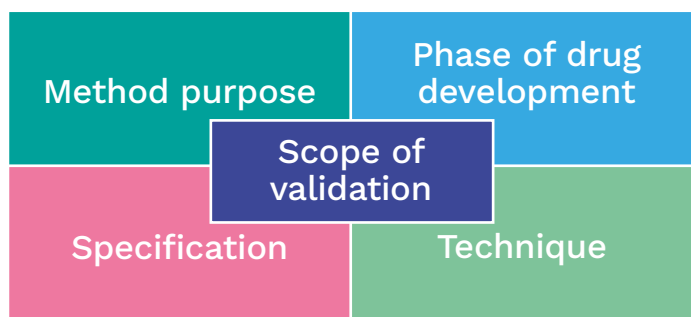 Method purpose
Phase of drug
development
Scope of
validation
Specification
Technique